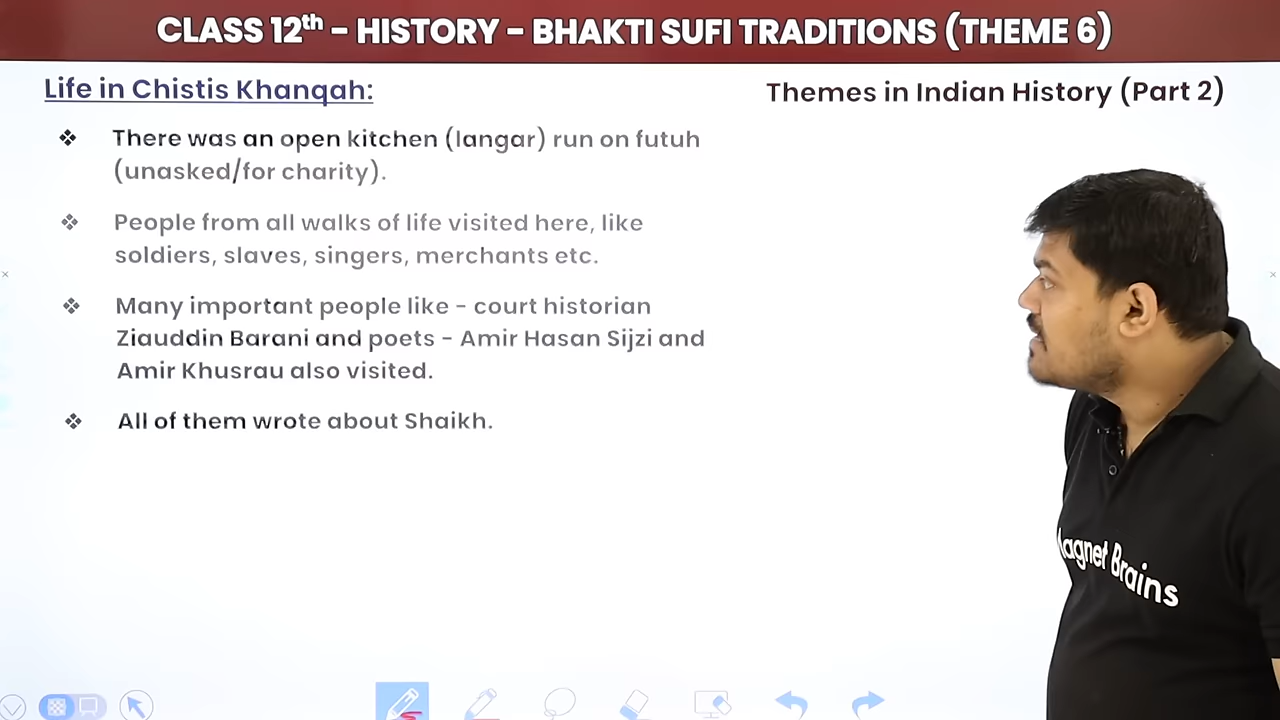 CLASS 12th - HISTORY - BHAKTI SUFI TRADITIONS (THEME 6)
Life in Chistis Khanqah:
Themes in Indian History (Part 2)
There was an open kitchen (langar) run on futuh
(unasked/for charity).
People from all walks of life visited here, like
soldiers, slaves, singers, merchants etc.
Many important people like - court historian
Ziauddin Barani and poets - Amir Hasan Sijzi and
Amir Khusrau also visited.
All of them wrote about Shaikh.
Magnet Brains